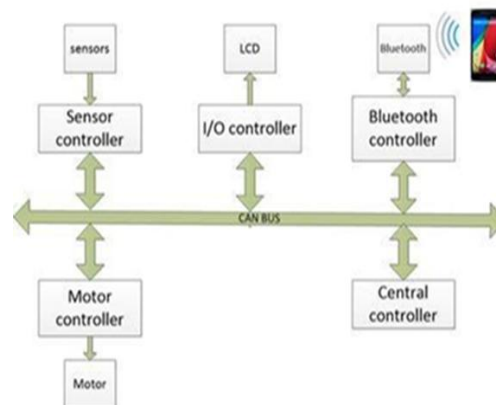 sensors
LCD
Bluetooth
Sensor
controller
I/O controller
Bluetooth
controller
CAN BUS
Motor
controller
Central
controller
Motor